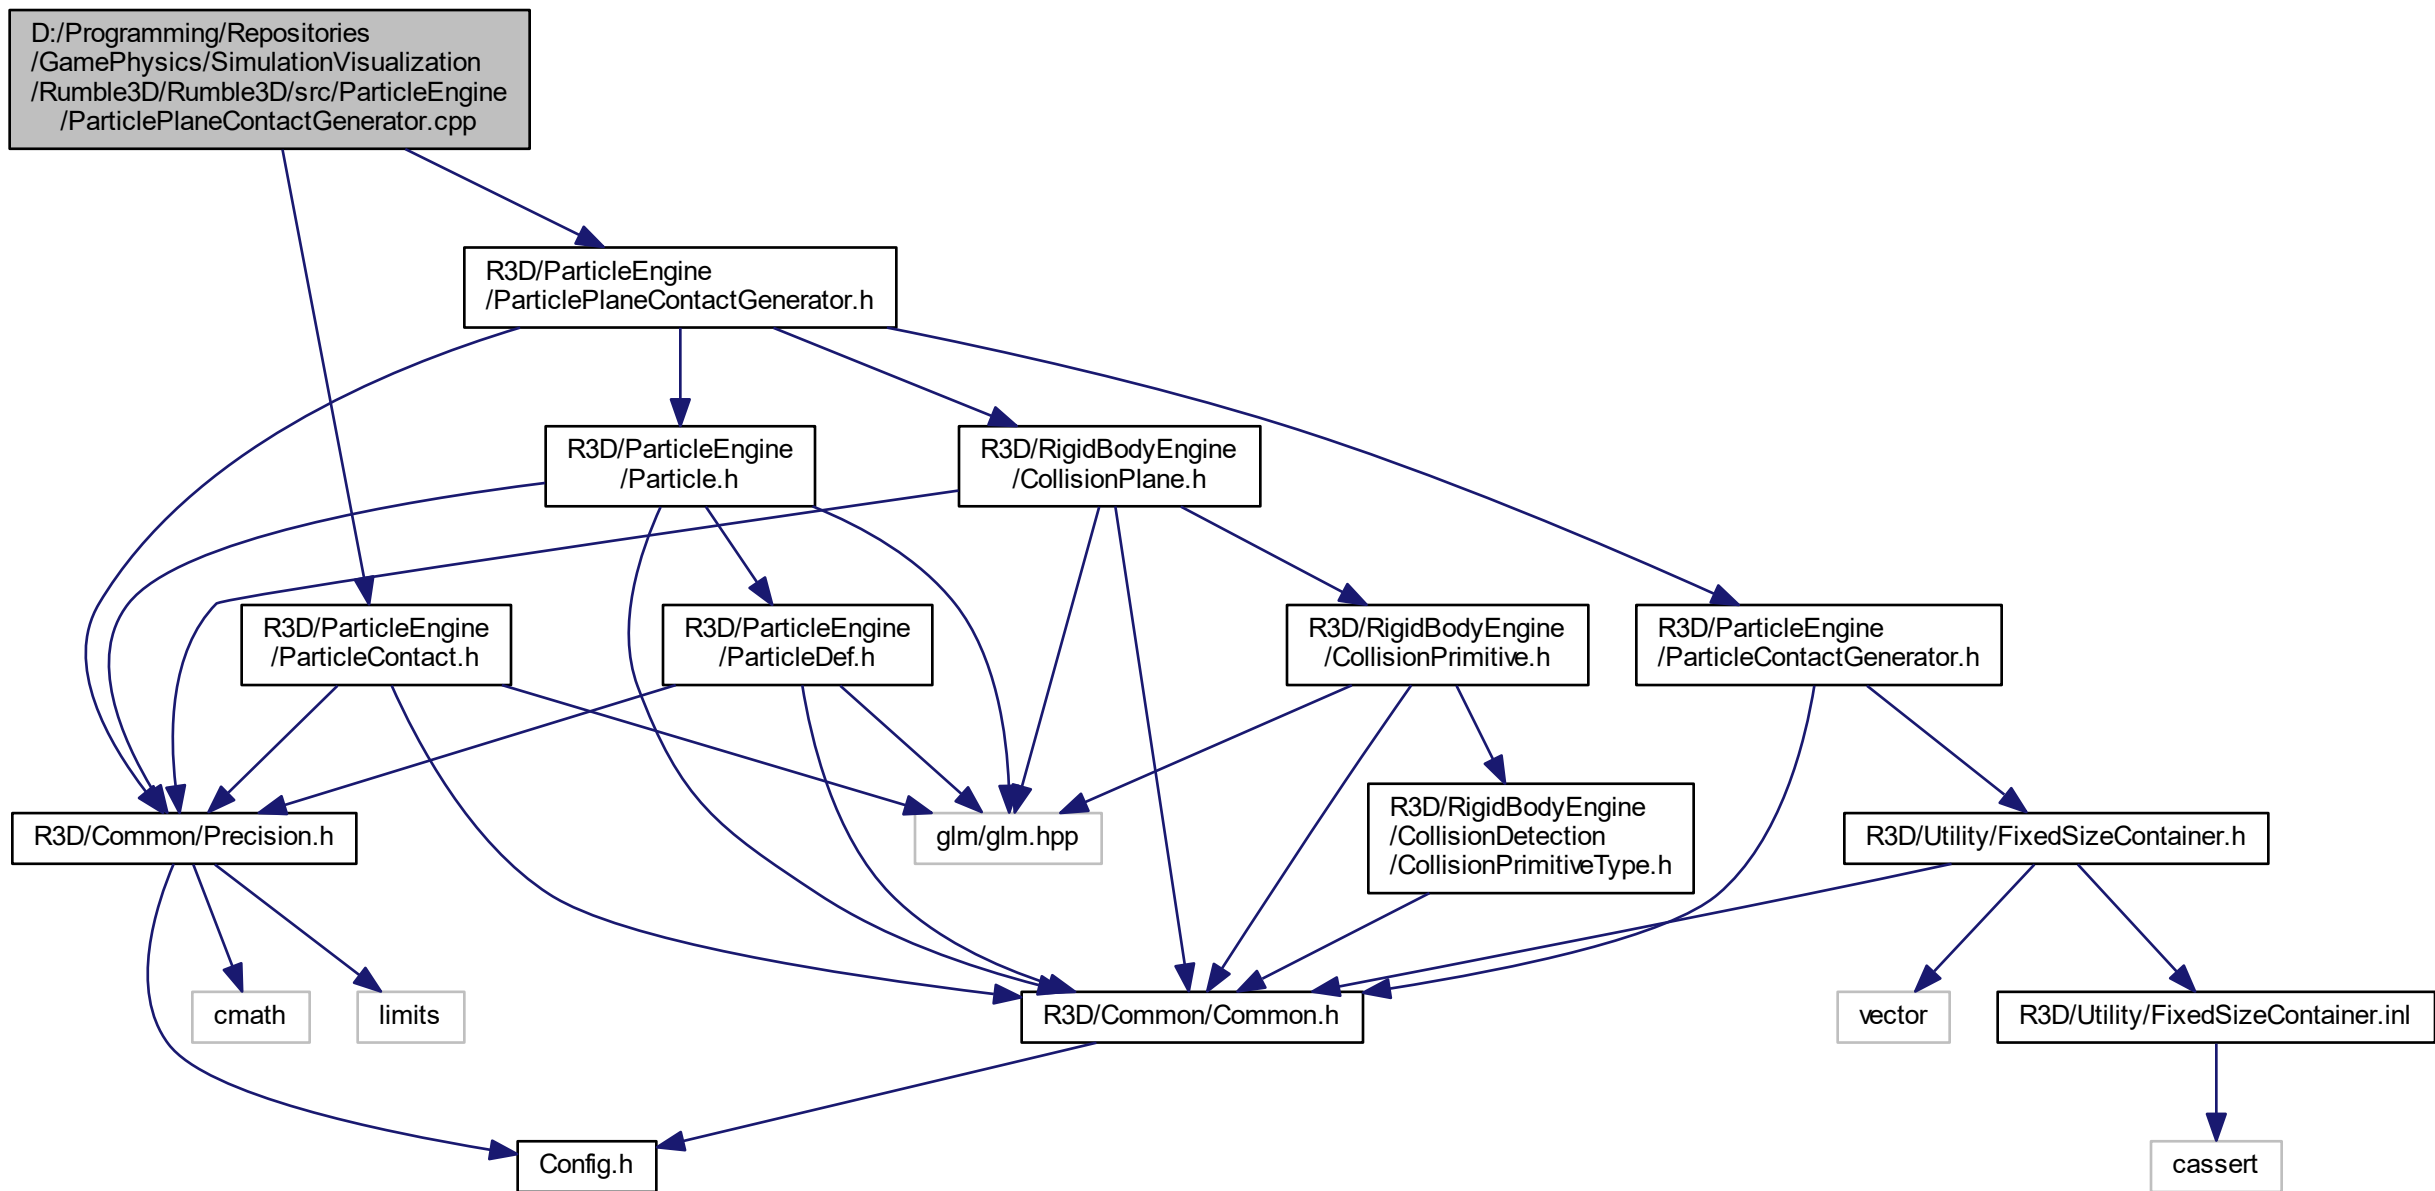 D:/Programming/Repositories
/GamePhysics/SimulationVisualization
/Rumble3D/Rumble3D/src/ParticleEngine
/ParticlePlaneContactGenerator.cpp
R3D/ParticleEngine
/ParticlePlaneContactGenerator.h
R3D/ParticleEngine
/Particle.h
R3D/RigidBodyEngine
/CollisionPlane.h
R3D/ParticleEngine
/ParticleContact.h
R3D/ParticleEngine
/ParticleDef.h
R3D/RigidBodyEngine
/CollisionPrimitive.h
R3D/ParticleEngine
/ParticleContactGenerator.h
R3D/Common/Precision.h
glm/glm.hpp
R3D/RigidBodyEngine
/CollisionDetection
/CollisionPrimitiveType.h
R3D/Utility/FixedSizeContainer.h
cmath
limits
R3D/Common/Common.h
vector
R3D/Utility/FixedSizeContainer.inl
Config.h
cassert